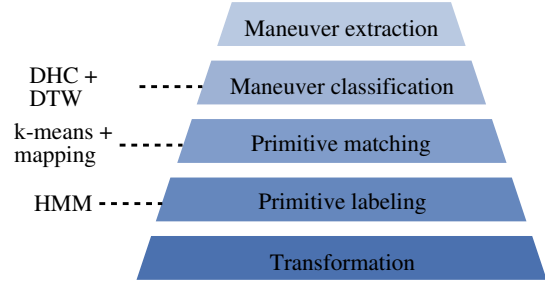 Maneuver extraction
DHC +
DTW
Maneuver classification
k-means +
mapping
Primitive matching
HMM
Primitive labeling
Transformation